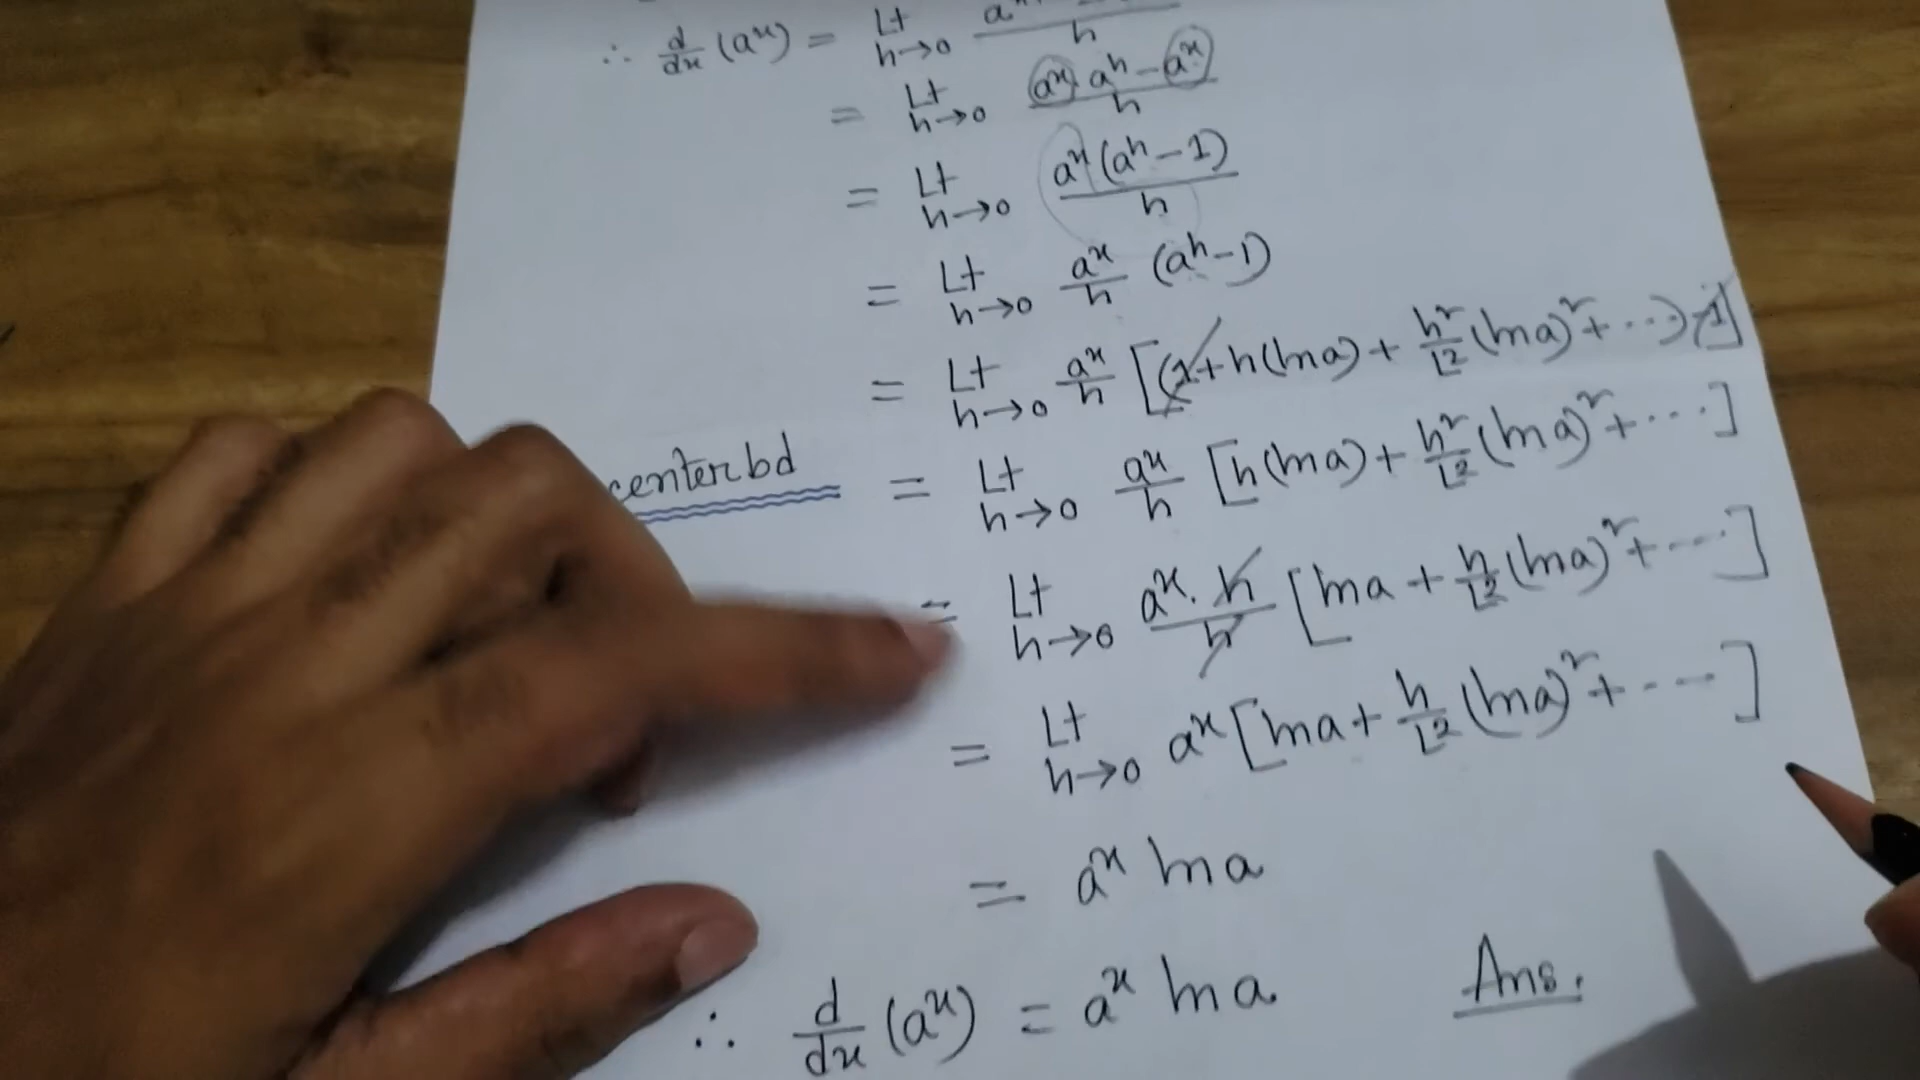 ∴ d/dx (a^x) = Lt h→0 / h
= Lt h→0 a^x · a^h − a^x / h
= Lt h→0 a^x (a^h − 1) / h
= Lt h→0 a^x/h (a^h − 1)
= Lt h→0 a^x/h [(1 + h(ln a) + h²/⌊2 (ln a)² + ···) − 1]
centerbd
= Lt h→0 a^x/h [h(ln a) + h²/⌊2 (ln a)² + ····]
= Lt h→0 a^x · h / h [ln a + h/⌊2 (ln a)² + ····]
= Lt h→0 a^x [ln a + h/⌊2 (ln a)² + ····]
= a^x ln a
∴ d/dx (a^x) = a^x ln a Ans.